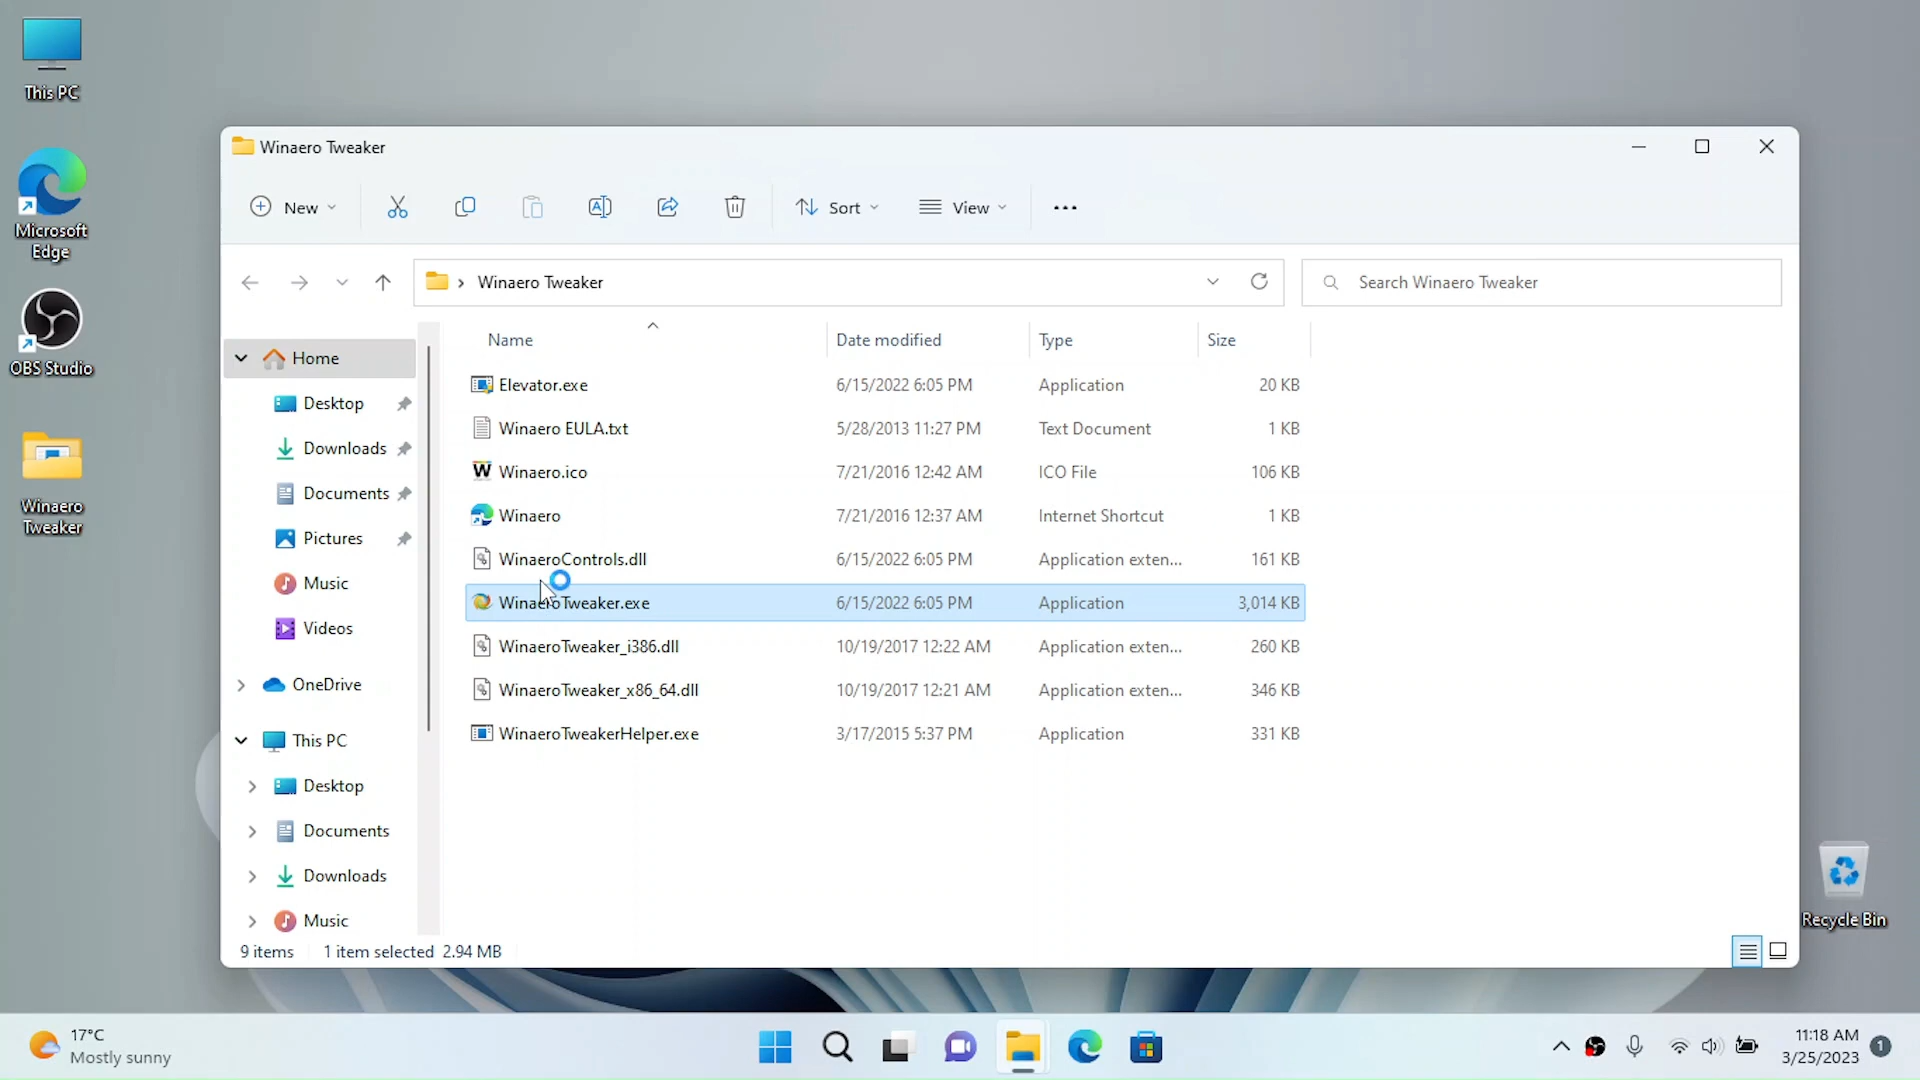 This PC
Microsoft
Edge
OBS Studio
Winaero
Tweaker
Winaero Tweaker
New
Sort
View
Winaero Tweaker
Search Winaero Tweaker
Name Date modified Type Size
Home
Desktop
Downloads
Documents
Pictures
Music
Videos
OneDrive
This PC
Desktop
Documents
Downloads
Music
Elevator.exe 6/15/2022 6:05 PM Application 20 KB
Winaero EULA.txt 5/28/2013 11:27 PM Text Document 1 KB
Winaero.ico 7/21/2016 12:42 AM ICO File 106 KB
Winaero 7/21/2016 12:37 AM Internet Shortcut 1 KB
WinaeroControls.dll 6/15/2022 6:05 PM Application exten... 161 KB
WinaeroTweaker.exe 6/15/2022 6:05 PM Application 3,014 KB
WinaeroTweaker_i386.dll 10/19/2017 12:22 AM Application exten... 260 KB
WinaeroTweaker_x86_64.dll 10/19/2017 12:21 AM Application exten... 346 KB
WinaeroTweakerHelper.exe 3/17/2015 5:37 PM Application 331 KB
9 items 1 item selected 2.94 MB
Recycle Bin
17°C
Mostly sunny
11:18 AM
3/25/2023
1